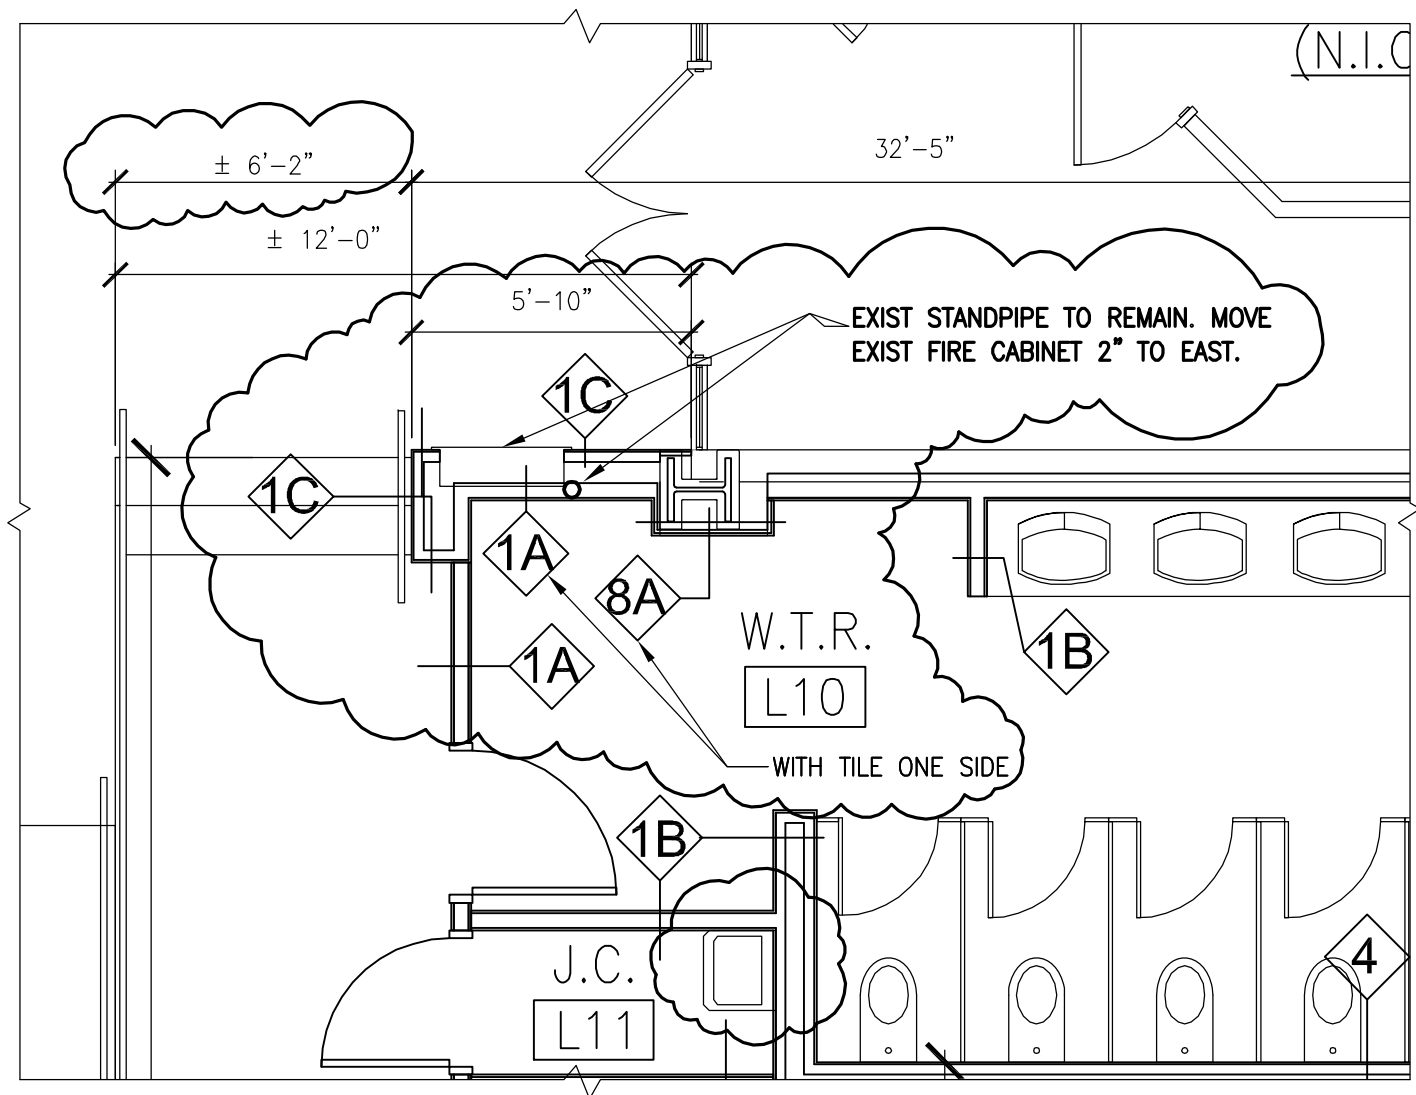 (N.I.C
± 6'-2"
32'-5"
± 12'-0"
5'-10"
EXIST STANDPIPE TO REMAIN. MOVE
EXIST FIRE CABINET 2" TO EAST.
1C
1C
1A
8A
W.T.R.
1B
1A
L10
WITH TILE ONE SIDE
1B
4
J.C.
L11